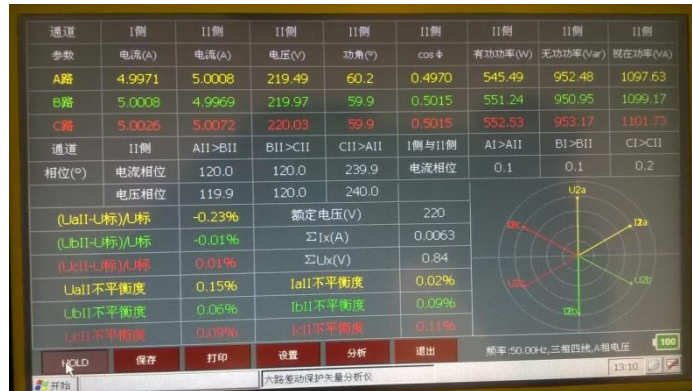 通道 I侧 II侧 II侧 II侧 II侧 II侧 II侧 II侧
参数 电流(A) 电流(A) 电压(V) 功角(°) cosΦ 有功功率(W) 无功功率(Var) 视在功率(VA)
A路 4.9971 5.0008 219.49 60.2 0.4970 545.49 952.48 1097.63
B路 5.0008 4.9969 219.97 59.9 0.5015 551.24 950.95 1099.17
C路 5.0026 5.0072 220.03 59.9 0.5015 552.53 953.17 1101.73
通道 II侧 AII>BII BII>CII CII>AII I侧与II侧 AI>AII BI>BII CI>CII
相位(°) 电流相位 120.0 120.0 239.9 电流相位 0.1 0.1 0.2
电压相位 119.9 120.0 240.0
(UaII-U标)/U标 -0.23% 额定电压(V) 220
(UbII-U标)/U标 -0.01% ΣIx(A) 0.0063
(UcII-U标)/U标 0.01% ΣUx(V) 0.84
UaII不平衡度 0.15% IaII不平衡度 0.02%
UbII不平衡度 0.06% IbII不平衡度 0.09%
UcII不平衡度 0.09% IcII不平衡度 0.11%
U2a
I2a
I2c
U2c
U2b
I2b
HOLD 保存 打印 设置 分析 退出 频率:50.00Hz,三相四线,A相电压 100
开始 六路差动保护矢量分析仪 13:10